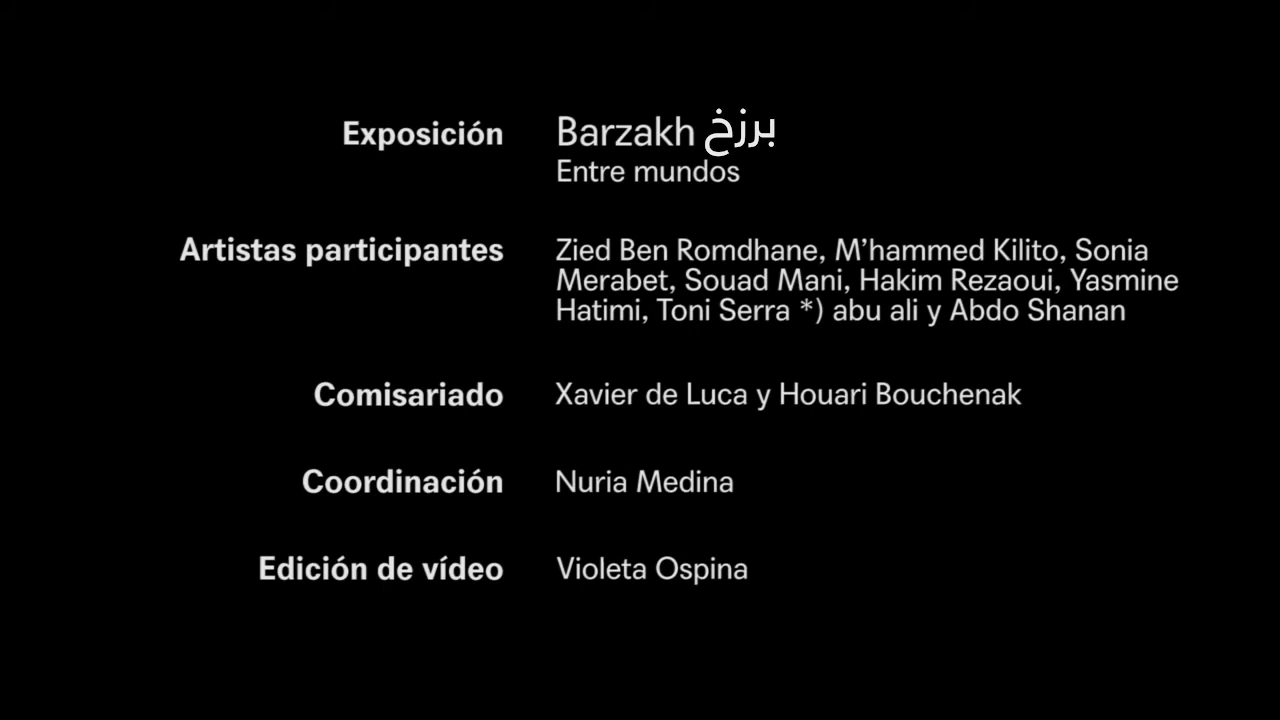 Exposición Barzakh برزخ
Entre mundos
Artistas participantes Zied Ben Romdhane, M’hammed Kilito, Sonia
Merabet, Souad Mani, Hakim Rezaoui, Yasmine
Hatimi, Toni Serra *) abu ali y Abdo Shanan
Comisariado Xavier de Luca y Houari Bouchenak
Coordinación Nuria Medina
Edición de vídeo Violeta Ospina